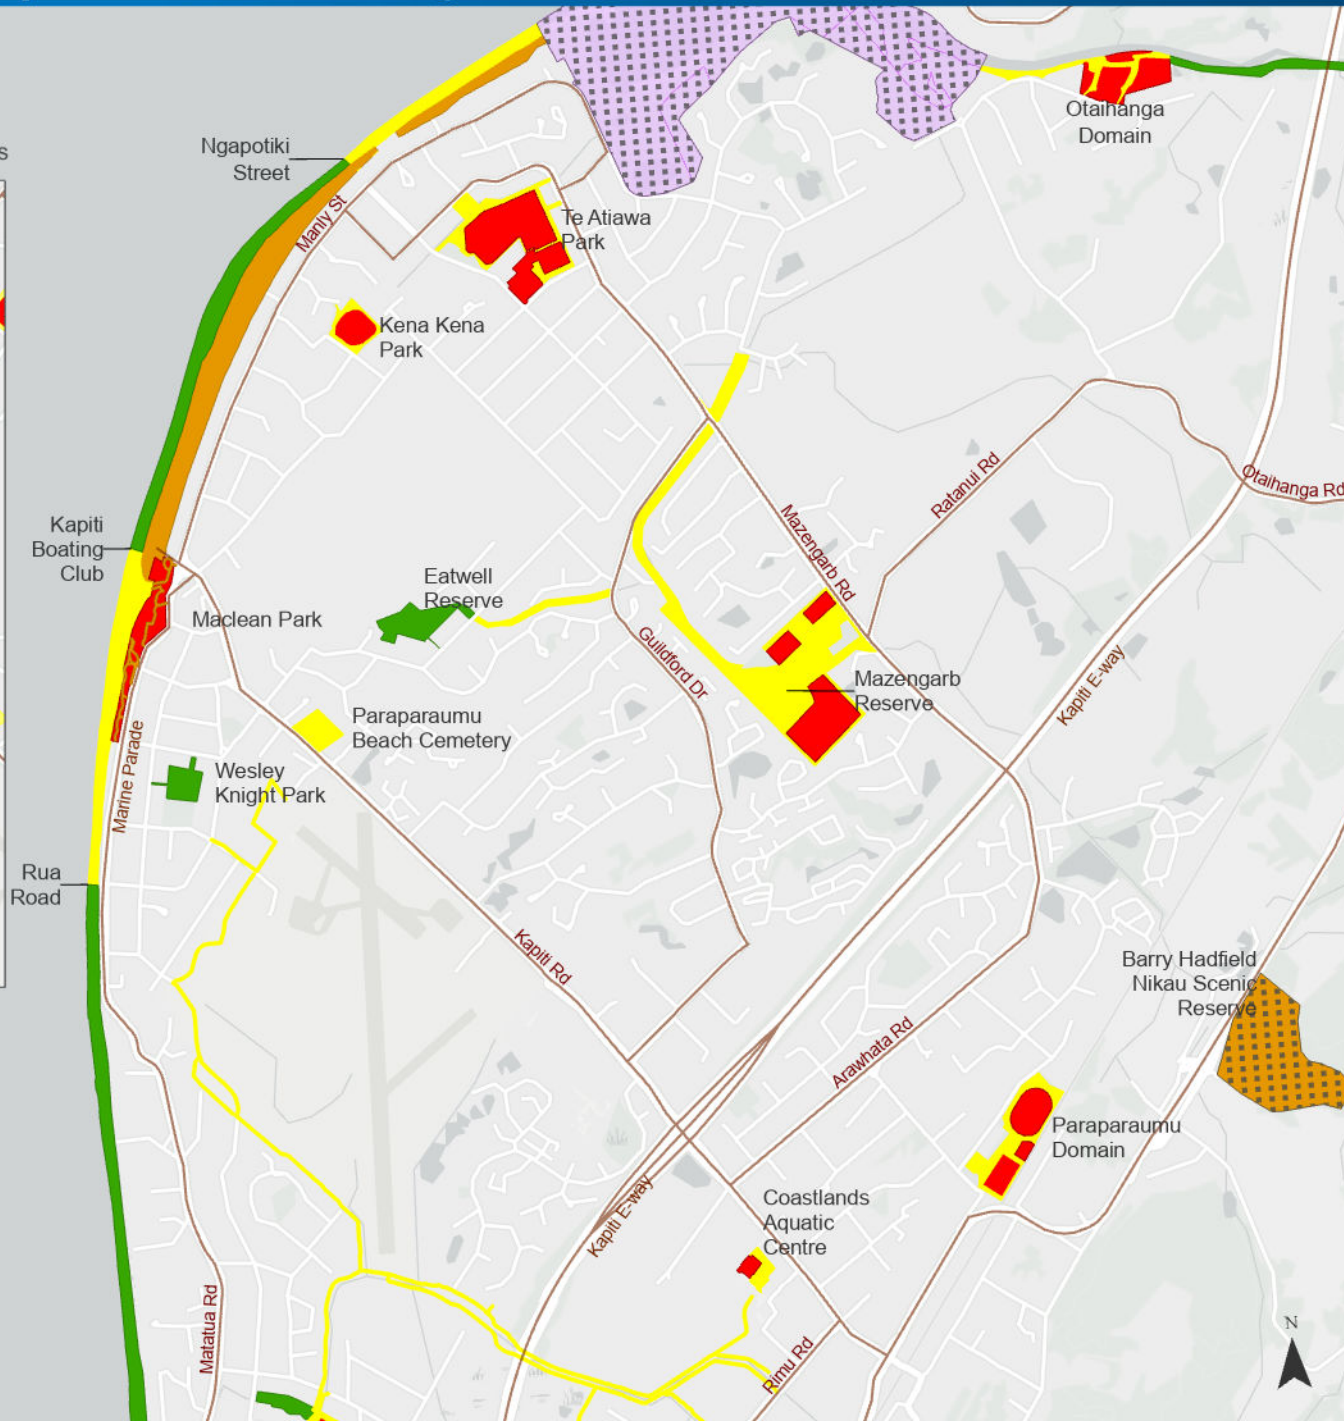 Otaihanga
Domain
Ngapotiki
Street
s
Manly St
Te Atiawa
Park
Kena Kena
Park
Ratanui Rd
Otaihanga Rd
Mazengarb Rd
Kapiti
Boating
Club
Eatwell
Reserve
Maclean Park
Guildford Dr
Mazengarb
Reserve
Kapiti E-way
Paraparaumu
Beach Cemetery
Marine Parade
Wesley
Knight Park
Rua
Road
Kapiti Rd
Barry Hadfield
Nikau Scenic
Reserve
Arawhata Rd
Paraparaumu
Domain
Kapiti E-way
Coastlands
Aquatic
Centre
Matatua Rd
Rimu Rd
N